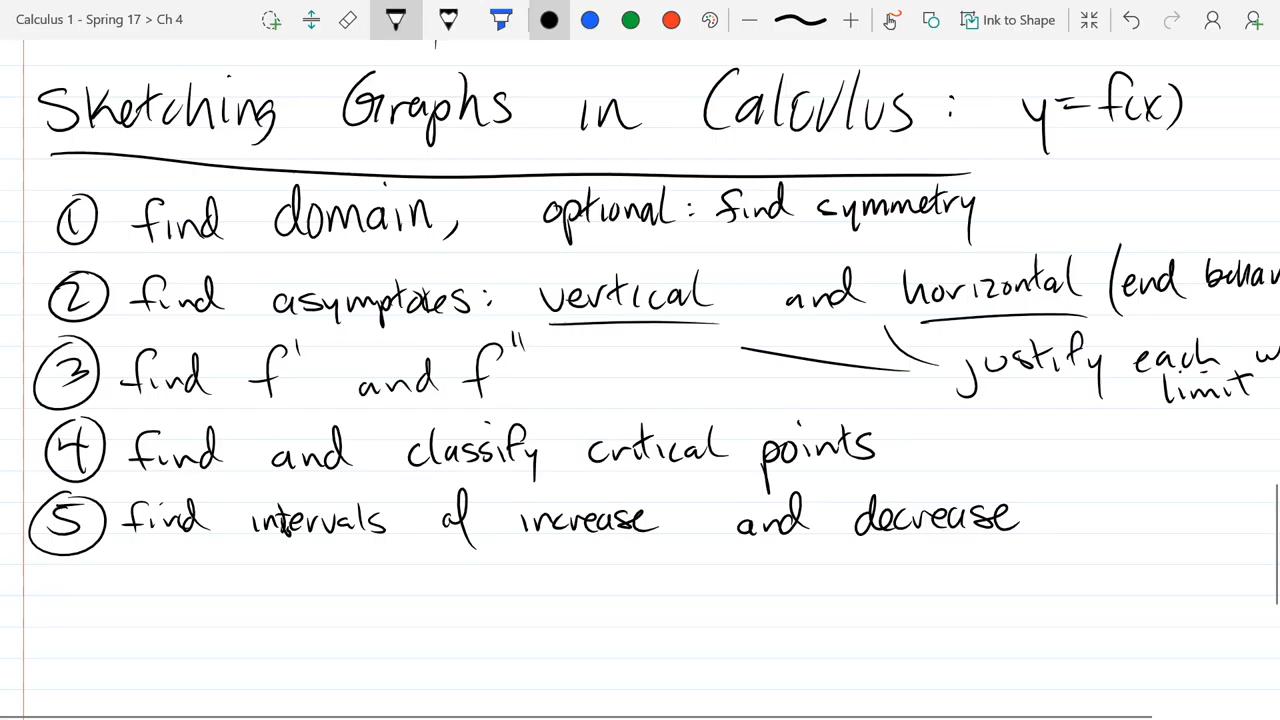 Calculus 1 - Spring 17 > Ch 4
Ink to Shape
Sketching Graphs in Calculus: y=f(x)
① find domain, optional: find symmetry
② find asymptotes: vertical and horizontal (end behav
justify each w
limit
③ find f' and f"
④ find and classify critical points
⑤ find intervals of increase and decrease